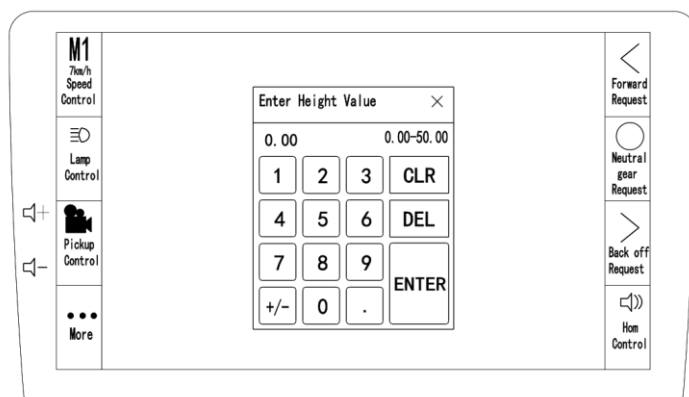 M1
7km/h
Speed
Control
Lamp
Control
Pickup
Control
More
Enter Height Value
0.00 0.00-50.00
1 2 3 CLR
4 5 6 DEL
7 8 9
ENTER
+/- 0 .
Forward
Request
Neutral
gear
Request
Back off
Request
Hom
Control